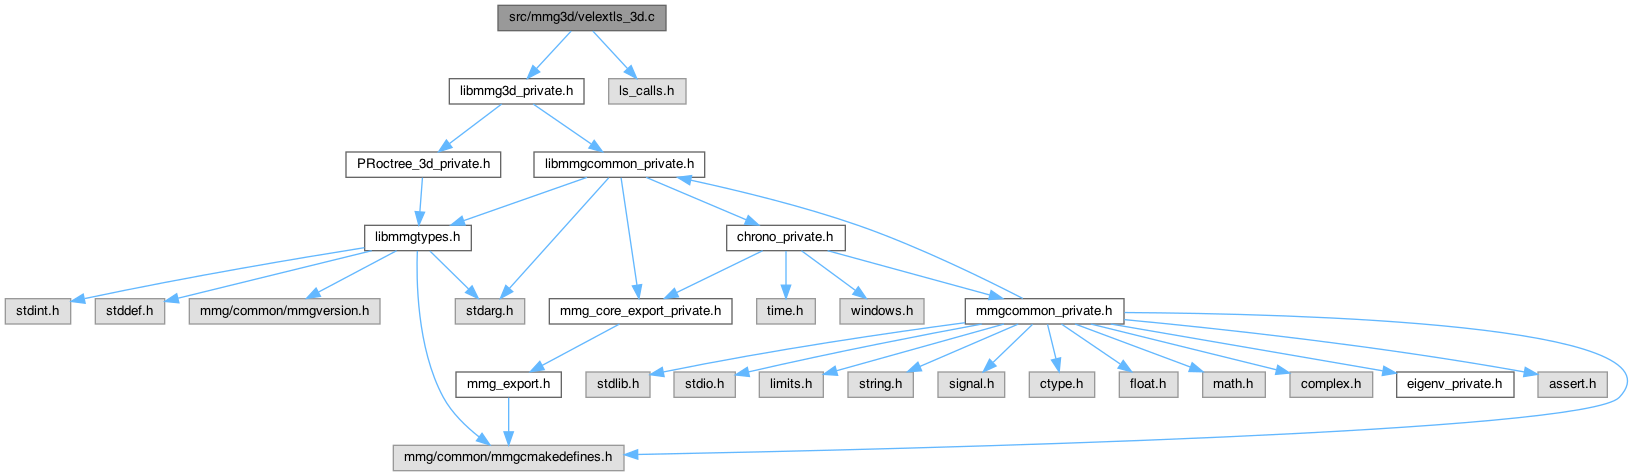 src/mmg3d/velextls_3d.c
libmmg3d_private.h
ls_calls.h
PRoctree_3d_private.h
libmmgcommon_private.h
libmmgtypes.h
chrono_private.h
stdint.h
stddef.h
mmg/common/mmgversion.h
stdarg.h
mmg_core_export_private.h
time.h
windows.h
mmgcommon_private.h
mmg_export.h
stdlib.h
stdio.h
limits.h
string.h
signal.h
ctype.h
float.h
math.h
complex.h
eigenv_private.h
assert.h
mmg/common/mmgcmakedefines.h